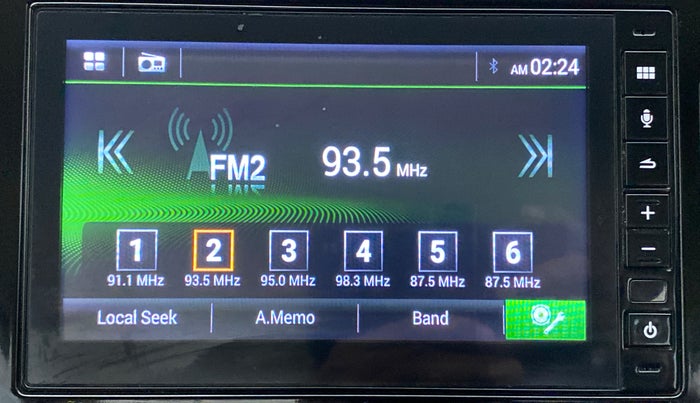 AM 02:24
FM2 93.5 MHz
1 2 3 4 5 6
91.1 MHz 93.5 MHz 95.0 MHz 98.3 MHz 87.5 MHz 87.5 MHz
Local Seek A.Memo Band
+
−